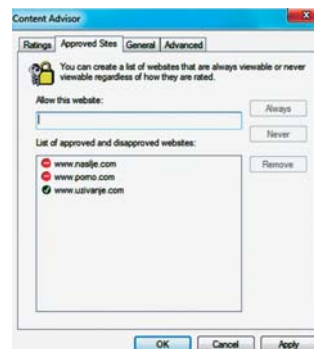 Content Advisor
Ratings Approved Sites General Advanced
You can create a list of websites that are always viewable or never
viewable regardless of how they are rated.
Allow this website:
Always
Never
List of approved and disapproved websites:
www.nasilje.com
Remove
www.porno.com
www.uzivanje.com
OK Cancel Apply